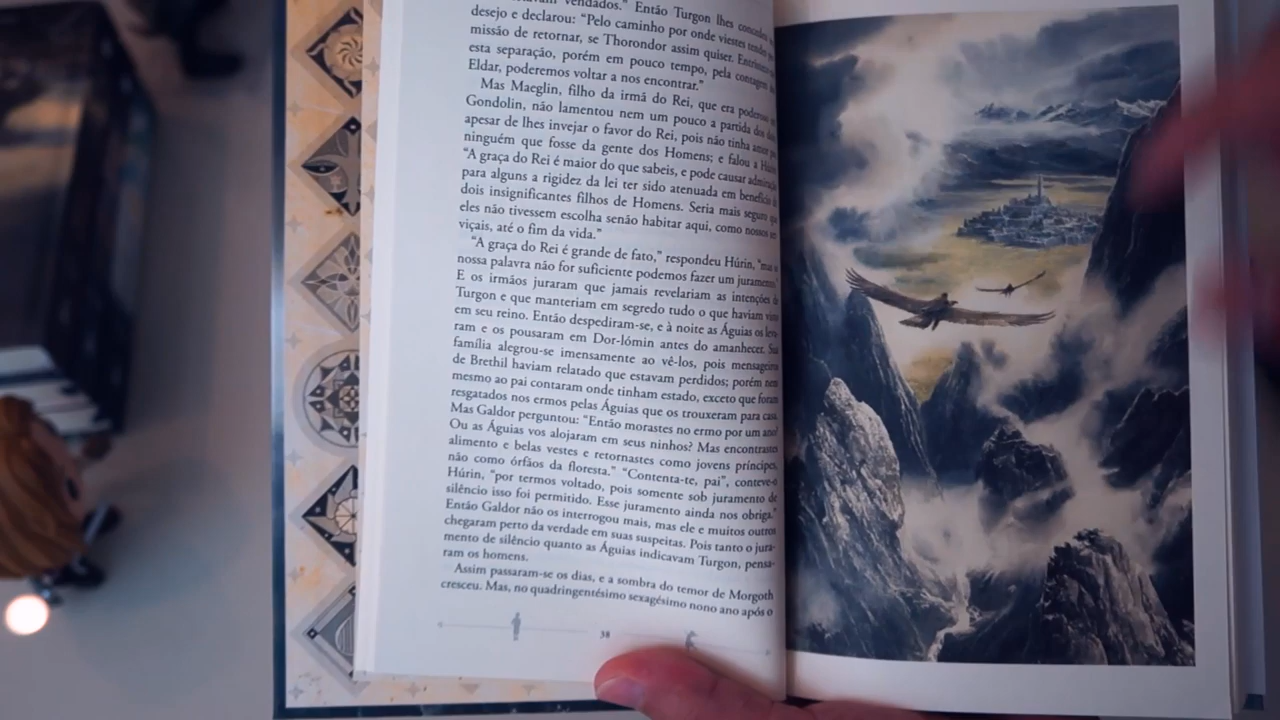 vendados.” Então Turgon lhes
desejo e declarou: “Pelo caminho por onde viestes
missão de retornar, se Thorondor assim quiser.
esta separação, porém em pouco tempo, pela contagem
Eldar, poderemos voltar a nos encontrar.”
Mas Maeglin, filho da irmã do Rei, que era
Gondolin, não lamentou nem um pouco a partida
apesar de lhes invejar o favor do Rei, pois não tinha
ninguém que fosse da gente dos Homens; e falou a Húrin:
“A graça do Rei é maior do que sabeis, e pode causar
para alguns a rigidez da lei ter sido atenuada em benefício
dois insignificantes filhos de Homens. Seria mais seguro
eles não tivessem escolha senão habitar aqui, como nossos
viçais, até o fim da vida.”
“A graça do Rei é grande de fato,” respondeu Húrin,
nossa palavra não for suficiente podemos fazer um juramento.”
E os irmãos juraram que jamais revelariam as intenções
Turgon e que manteriam em segredo tudo o que haviam
em seu reino. Então despediram-se, e à noite as Águias os
ram e os pousaram em Dor-lómin antes do amanhecer. Sua
família alegrou-se imensamente ao vê-los, pois mensageiros
de Brethil haviam relatado que estavam perdidos; porém nem
mesmo ao pai contaram onde tinham estado, exceto que foram
resgatados nos ermos pelas Águias que os trouxeram para casa.
Mas Galdor perguntou: “Então morastes no ermo por um ano?
Ou as Águias vos alojaram em seus ninhos? Mas encontrastes
alimento e belas vestes e retornastes como jovens príncipes,
não como órfãos da floresta.” “Contenta-te, pai”,
Húrin, “por termos voltado, pois somente sob juramento de
silêncio isso foi permitido. Esse juramento ainda nos obriga.”
Então Galdor não os interrogou mais, mas ele e muitos outros
chegaram perto da verdade em suas suspeitas. Pois tanto o jura-
mento de silêncio quanto as Águias indicavam Turgon, pensa-
ram os homens.
Assim passaram-se os dias, e a sombra do temor de Morgoth
cresceu. Mas, no quadringentésimo sexagésimo nono ano após o
38